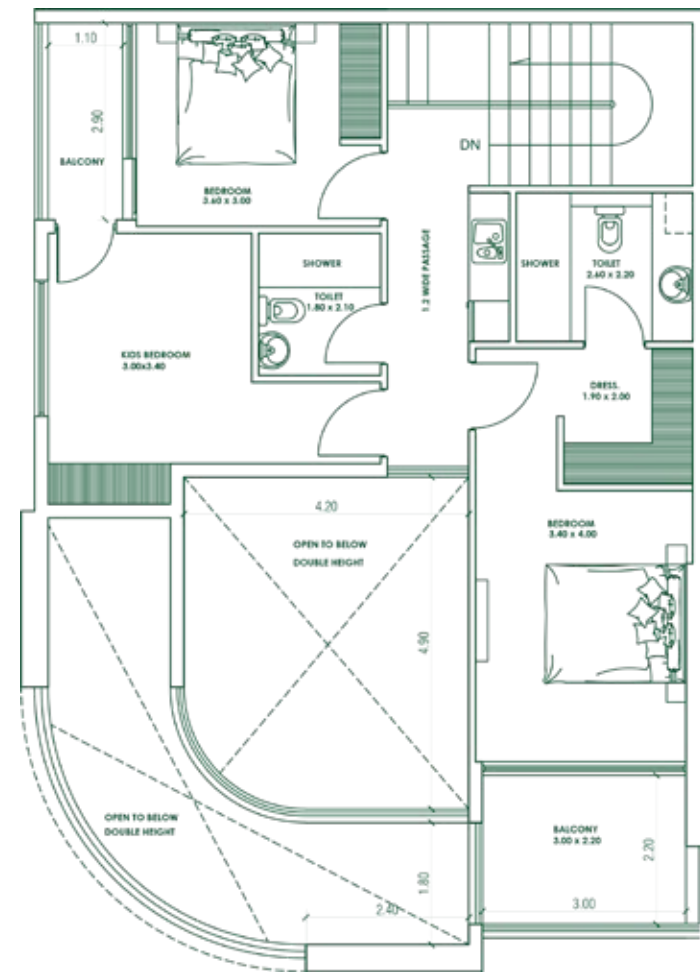 1.10
2.90
BALCONY
BEDROOM
3.60 x 3.00
DN
1.2 WIDE PASSAGE
SHOWER
TOILET
1.80 x 2.10
SHOWER
TOILET
2.60 x 2.20
KIDS BEDROOM
3.00x3.40
DRESS.
1.90 x 2.00
4.20
OPEN TO BELOW
DOUBLE HEIGHT
4.90
BEDROOM
3.40 x 4.00
OPEN TO BELOW
DOUBLE HEIGHT
1.80
2.40
BALCONY
3.00 x 2.20
2.20
3.00